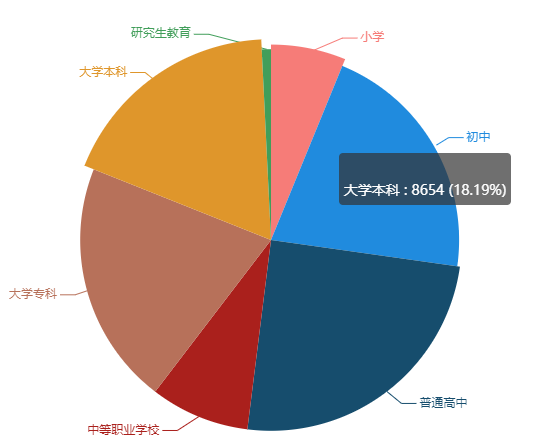 研究生教育
小学
大学本科
初中
大学本科 : 8654 (18.19%)
大学专科
普通高中
中等职业学校